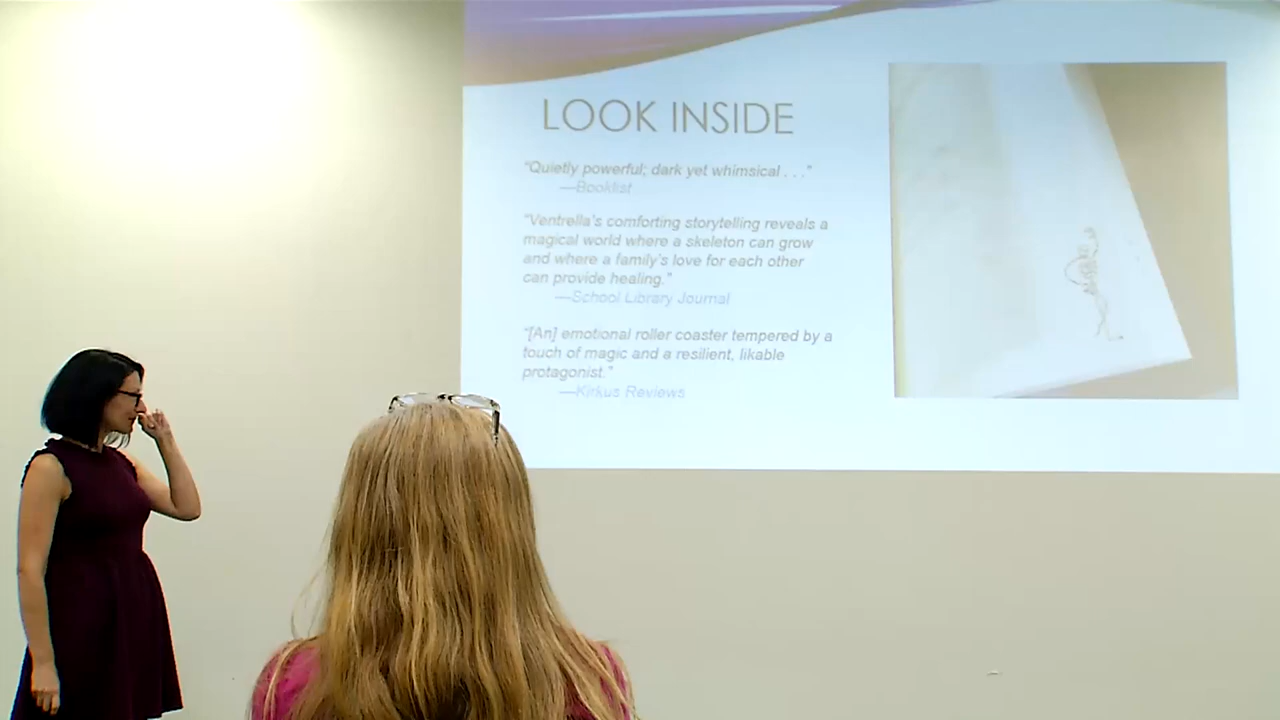 LOOK INSIDE
“Quietly powerful; dark yet whimsical . . .”
—Booklist
“Ventrella’s comforting storytelling reveals a
magical world where a skeleton can grow
and where a family’s love for each other
can provide healing.”
—School Library Journal
“[An] emotional roller coaster tempered by a
touch of magic and a resilient, likable
protagonist.”
—Kirkus Reviews